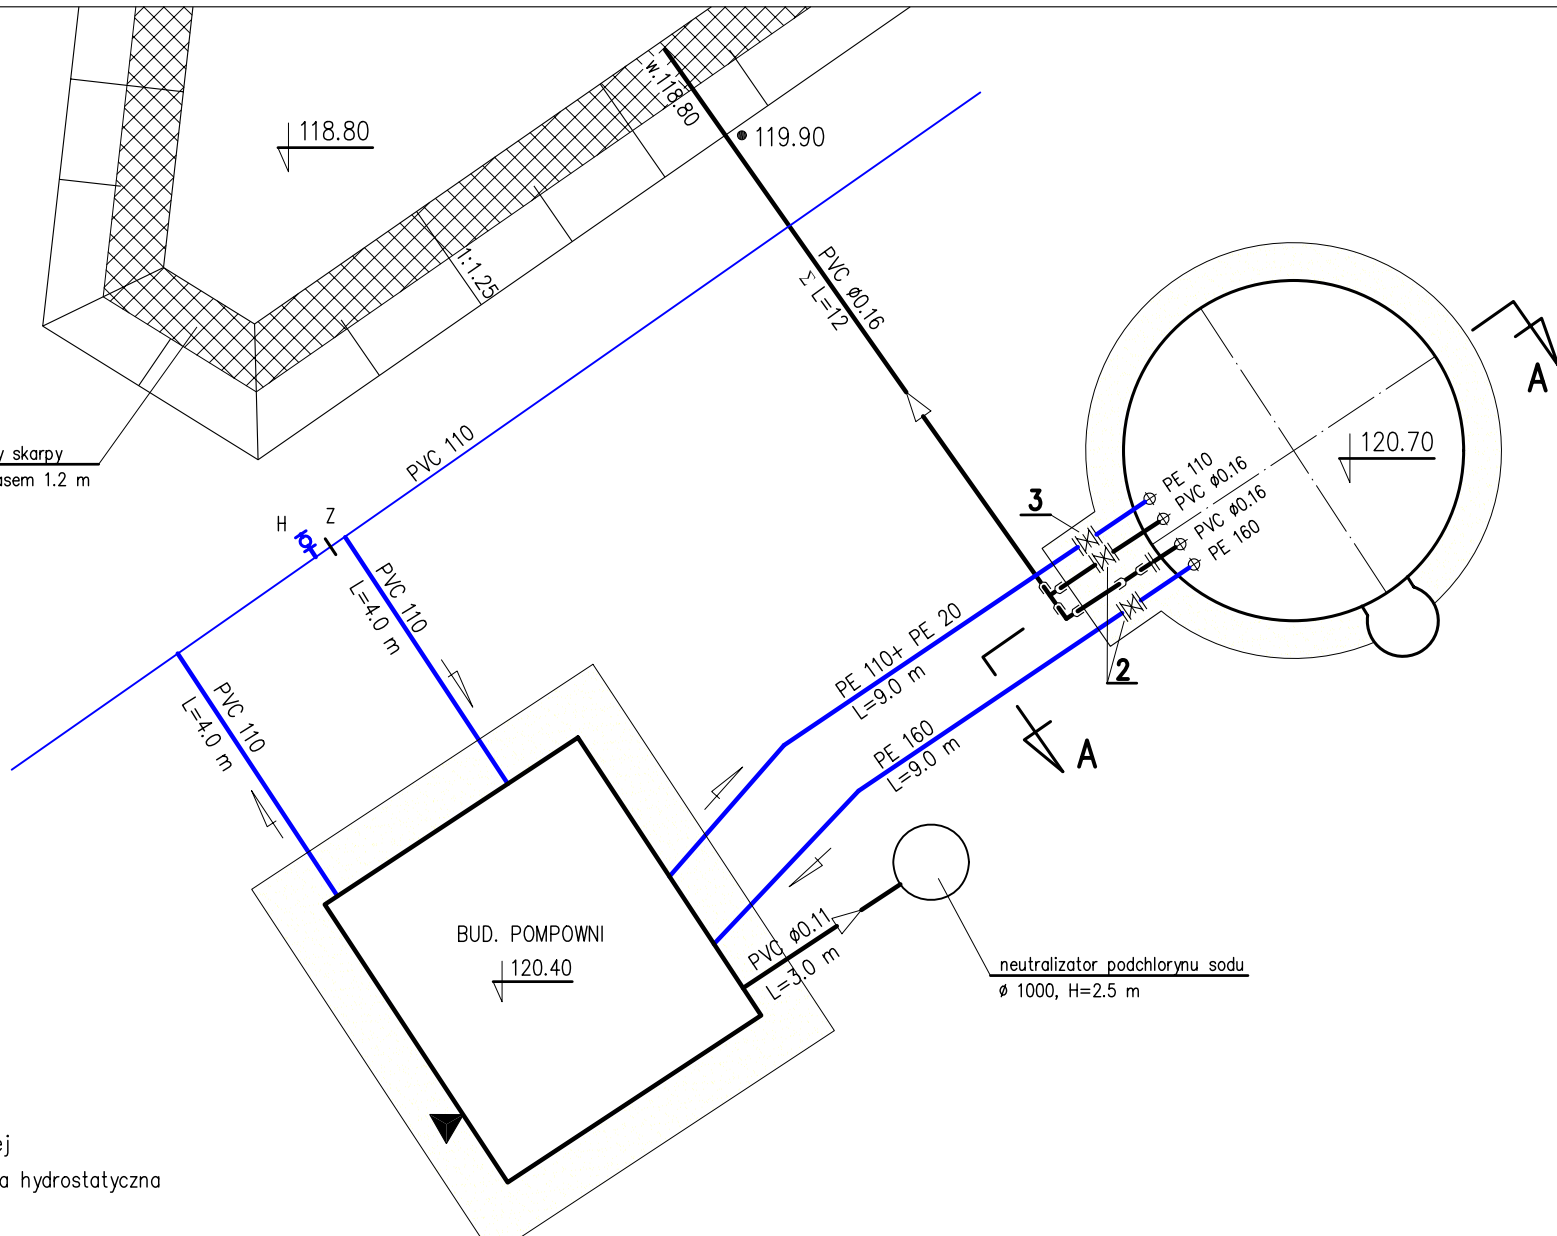 118.80
w.118.80
119.90
1:1.25
PVC ø0.16
Σ L=12
A
120.70
y skarpy
asem 1.2 m
PVC 110
H
Z
3
PE 110
PVC ø0.16
PVC ø0.16
PE 160
PVC 110
L=4.0 m
PE 110+ PE 20
L=9.0 m
2
PVC 110
L=4.0 m
PE 160
L=9.0 m
A
BUD. POMPOWNI
120.40
PVC ø0.11
L=3.0 m
neutralizator podchlorynu sodu
ø 1000, H=2.5 m
ej
a hydrostatyczna